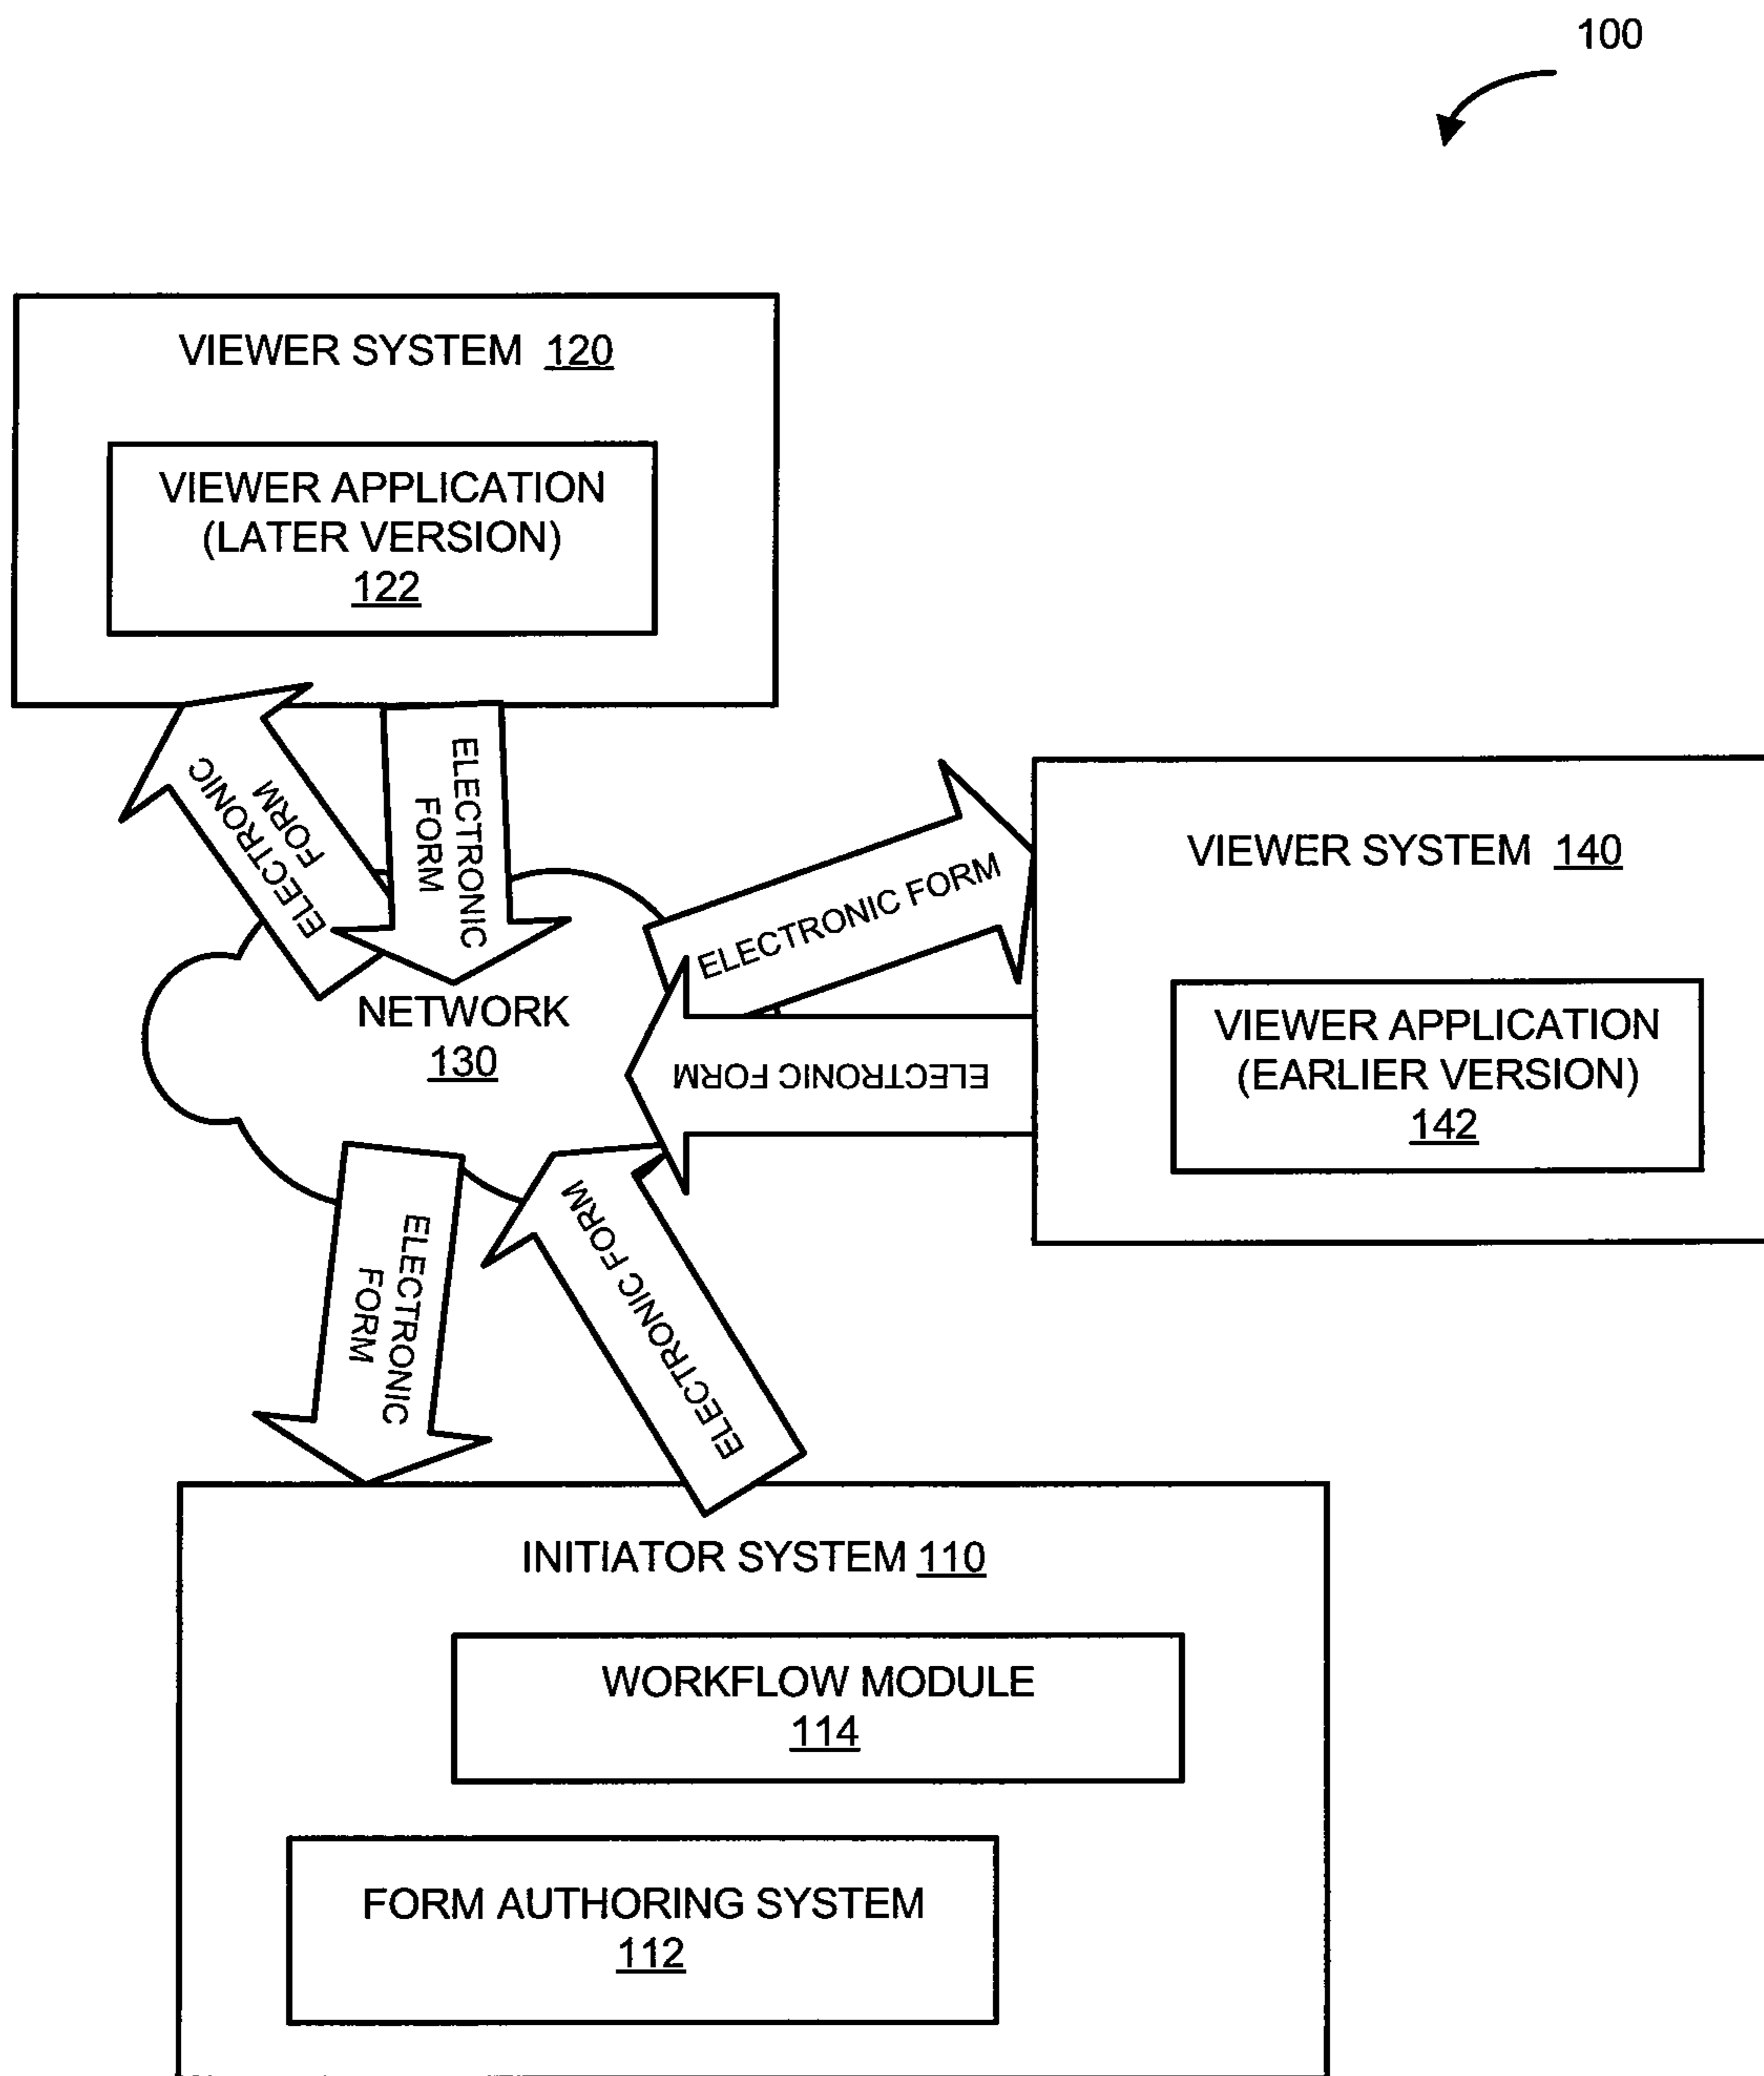 100
VIEWER SYSTEM 120
VIEWER APPLICATION
(LATER VERSION)
122
ELECTRONIC
FORM
ELECTRONIC
FORM
VIEWER SYSTEM 140
ELECTRONIC FORM
VIEWER APPLICATION
(EARLIER VERSION)
142
NETWORK
130
ELECTRONIC FORM
ELECTRONIC
FORM
ELECTRONIC FORM
INITIATOR SYSTEM 110
WORKFLOW MODULE
114
FORM AUTHORING SYSTEM
112